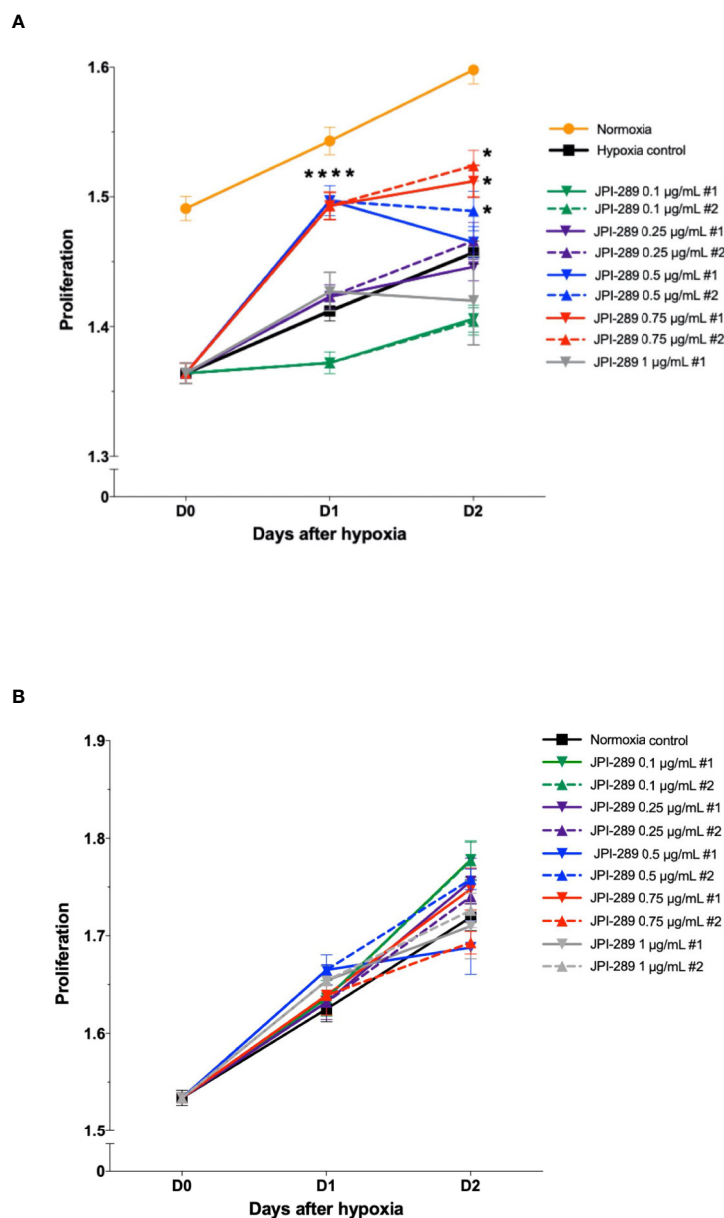 A
Proliferation
1.6
1.5
1.4
1.3
0
****
*
*
*
D0 D1 D2
Days after hypoxia
Normoxia
Hypoxia control
JPI-289 0.1 µg/mL #1
JPI-289 0.1 µg/mL #2
JPI-289 0.25 µg/mL #1
JPI-289 0.25 µg/mL #2
JPI-289 0.5 µg/mL #1
JPI-289 0.5 µg/mL #2
JPI-289 0.75 µg/mL #1
JPI-289 0.75 µg/mL #2
JPI-289 1 µg/mL #1
B
Proliferation
1.9
1.8
1.7
1.6
1.5
0
D0 D1 D2
Days after hypoxia
Normoxia control
JPI-289 0.1 µg/mL #1
JPI-289 0.1 µg/mL #2
JPI-289 0.25 µg/mL #1
JPI-289 0.25 µg/mL #2
JPI-289 0.5 µg/mL #1
JPI-289 0.5 µg/mL #2
JPI-289 0.75 µg/mL #1
JPI-289 0.75 µg/mL #2
JPI-289 1 µg/mL #1
JPI-289 1 µg/mL #2